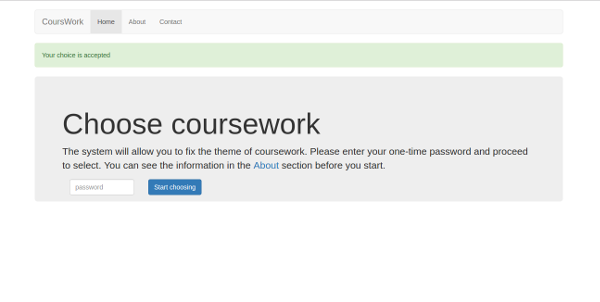 CoursWork Home About Contact
Your choice is accepted
Choose coursework
The system will allow you to fix the theme of coursework. Please enter your one-time password and proceed
to select. You can see the information in the About section before you start.
password Start choosing